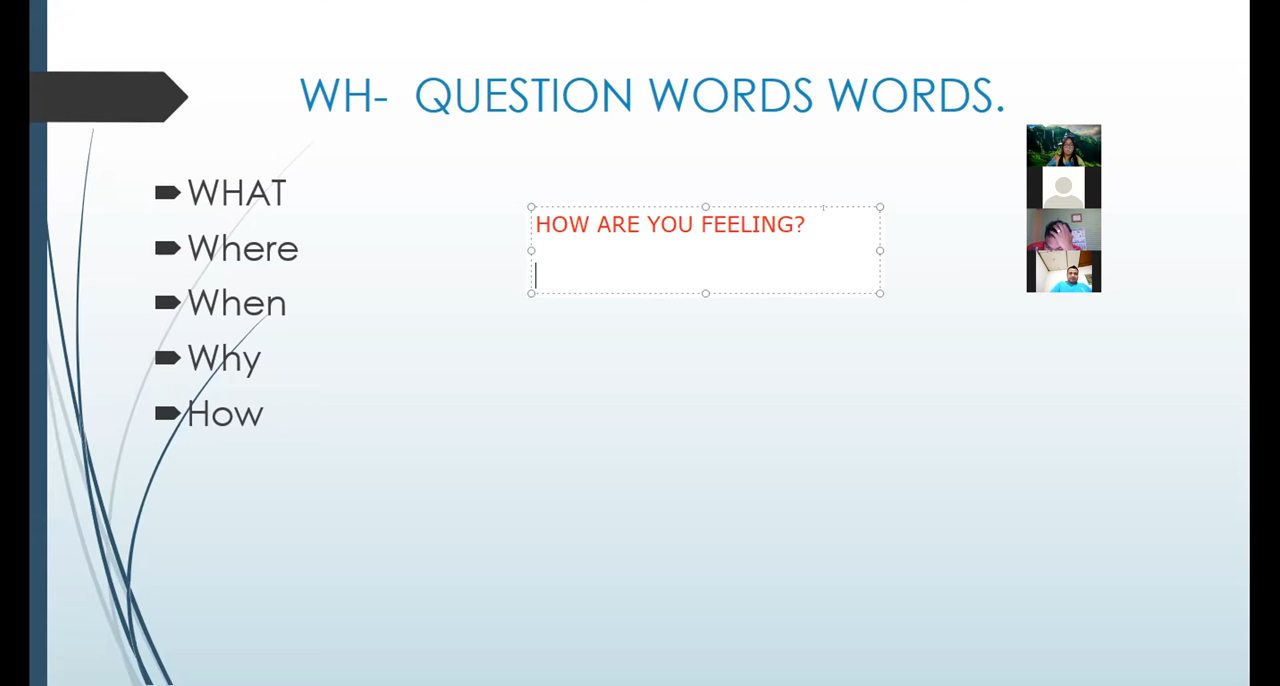 WH- QUESTION WORDS WORDS.
WHAT
Where
When
Why
How
HOW ARE YOU FEELING?